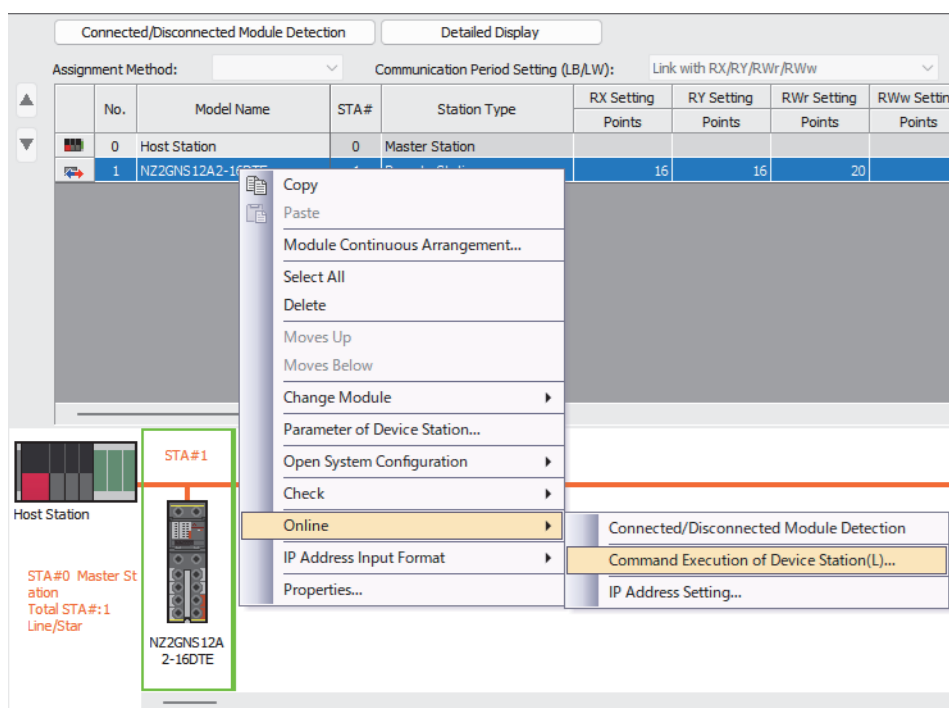 Connected/Disconnected Module Detection Detailed Display
Assignment Method: Communication Period Setting (LB/LW): Link with RX/RY/RWr/RWw
No. Model Name STA# Station Type RX Setting RY Setting RWr Setting RWw Settin
Points Points Points Points
0 Host Station 0 Master Station
1 NZ2GNS12A2-16DTE 16 16 20
Copy
Paste
Module Continuous Arrangement...
Select All
Delete
Moves Up
Moves Below
Change Module
Parameter of Device Station...
Open System Configuration
Check
Online
IP Address Input Format
Properties...
Connected/Disconnected Module Detection
Command Execution of Device Station(L)...
IP Address Setting...
STA#1
Host Station
STA#0 Master St
ation
Total STA#:1
Line/Star
NZ2GNS12A
2-16DTE